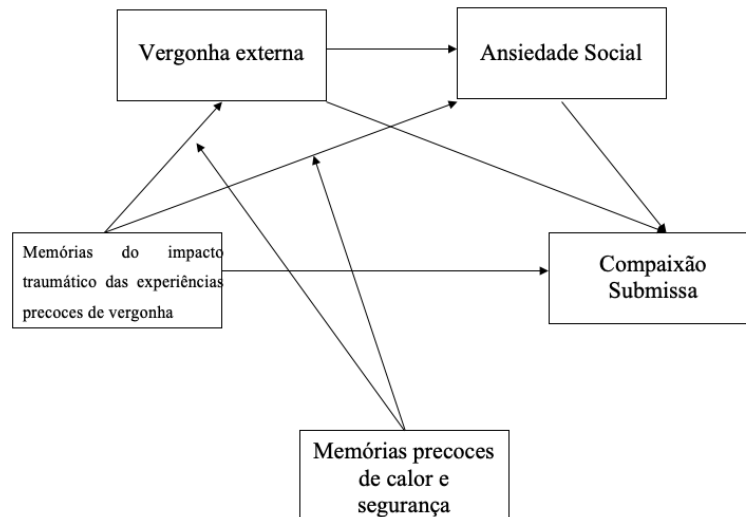 Vergonha externa
Ansiedade Social
Memórias do impacto
traumático das experiências
precoces de vergonha
Compaixão
Submissa
Memórias precoces
de calor e
segurança